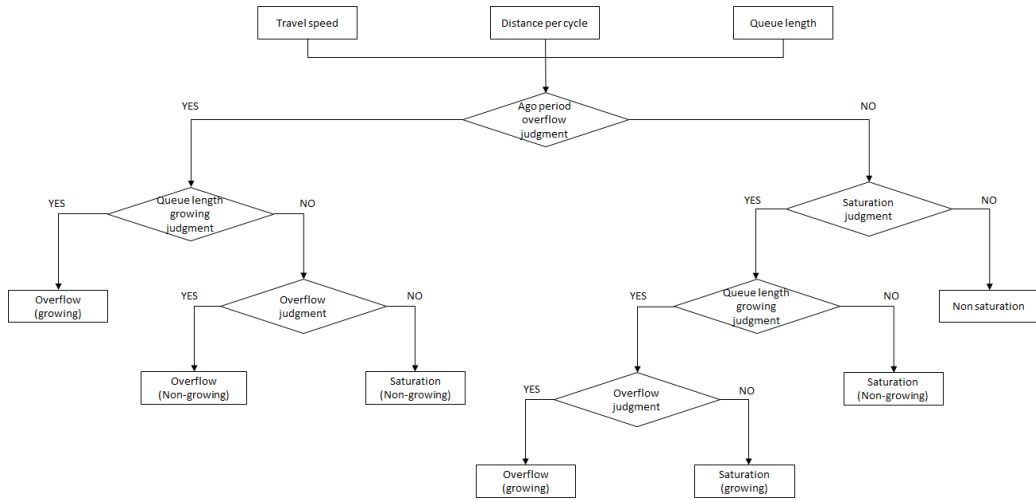 Travel speed
Distance per cycle
Queue length
Ago period
overflow
judgment
YES
NO
Queue length
growing
judgment
YES
NO
Saturation
judgment
YES
NO
Overflow
(growing)
Overflow
judgment
YES
NO
Queue length
growing
judgment
YES
NO
Non saturation
Overflow
(Non-growing)
Saturation
(Non-growing)
Overflow
judgment
YES
NO
Saturation
(Non-growing)
Overflow
(growing)
Saturation
(growing)